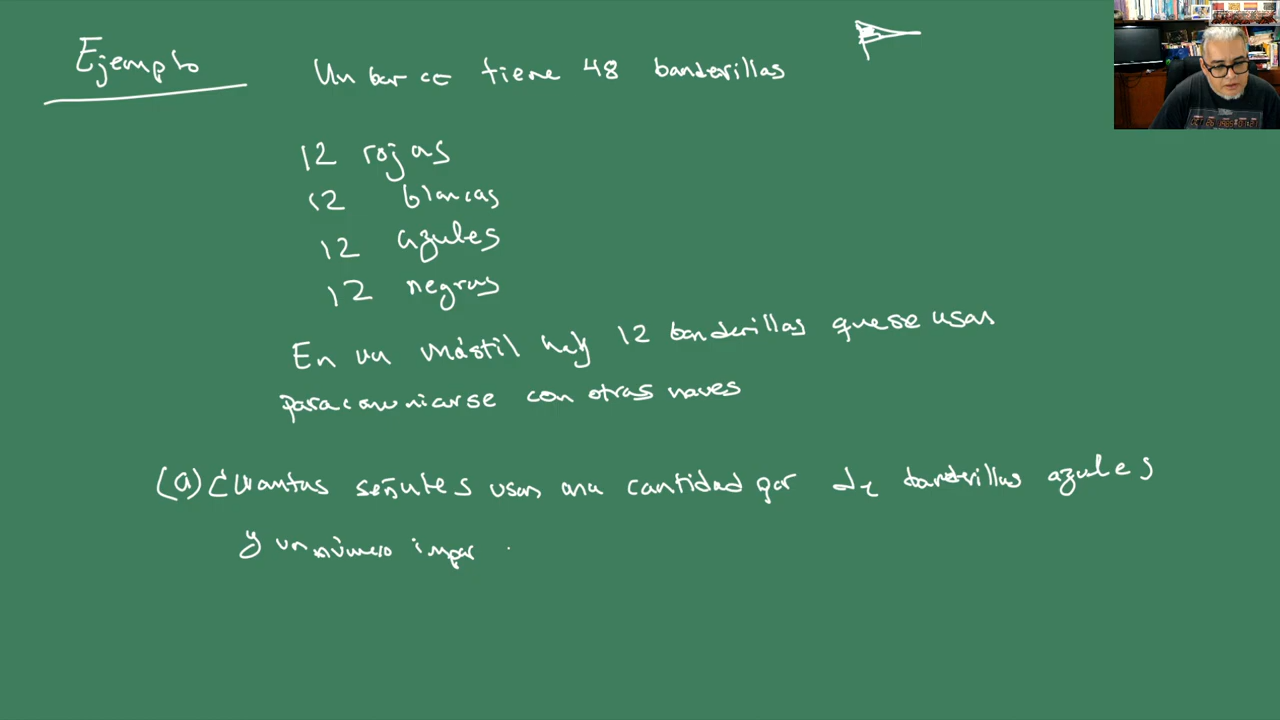 Ejemplo
Un barco tiene 48 banderillas
12 rojas
12 blancas
12 azules
12 negras
En un mástil hay 12 banderillas que se usan
para comunicarse con otras naves
(a) ¿Cuantas señales usan una cantidad par de banderillas azules
y un número impar